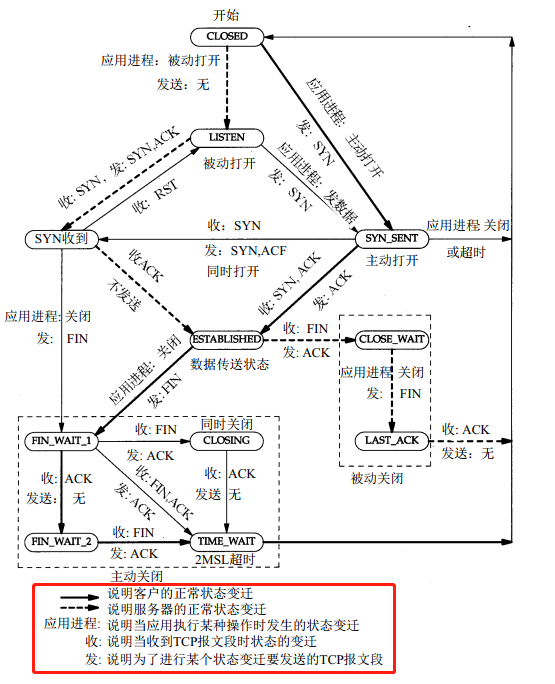 开始
CLOSED
应用进程：被动打开
发送：无
应用进程：主动打开
发：SYN
LISTEN
被动打开
收：SYN，发：SYN,ACK
收：RST
应用进程：发数据
发：SYN
SYN收到
收：SYN
发：SYN,ACF
同时打开
SYN_SENT
主动打开
应用进程 关闭
或超时
收ACK
不发送
收：SYN,ACK
发：ACK
应用进程：关闭
发： FIN
ESTABLISHED
数据传送状态
收：FIN
发：ACK
CLOSE_WAIT
应用进程 关闭
发： FIN
LAST_ACK
收：ACK
发送：无
被动关闭
应用进程：关闭
发：FIN
FIN_WAIT_1
收: FIN
发: ACK
同时关闭
CLOSING
收: ACK
发送： 无
收:FIN,ACK
发：ACK
收: ACK
发送 无
FIN_WAIT_2
收: FIN
发: ACK
TIME_WAIT
2MSL超时
主动关闭
说明客户的正常状态变迁
说明服务器的正常状态变迁
应用进程: 说明当应用执行某种操作时发生的状态变迁
收: 说明当收到TCP报文段时状态的变迁
发: 说明为了进行某个状态变迁要发送的TCP报文段